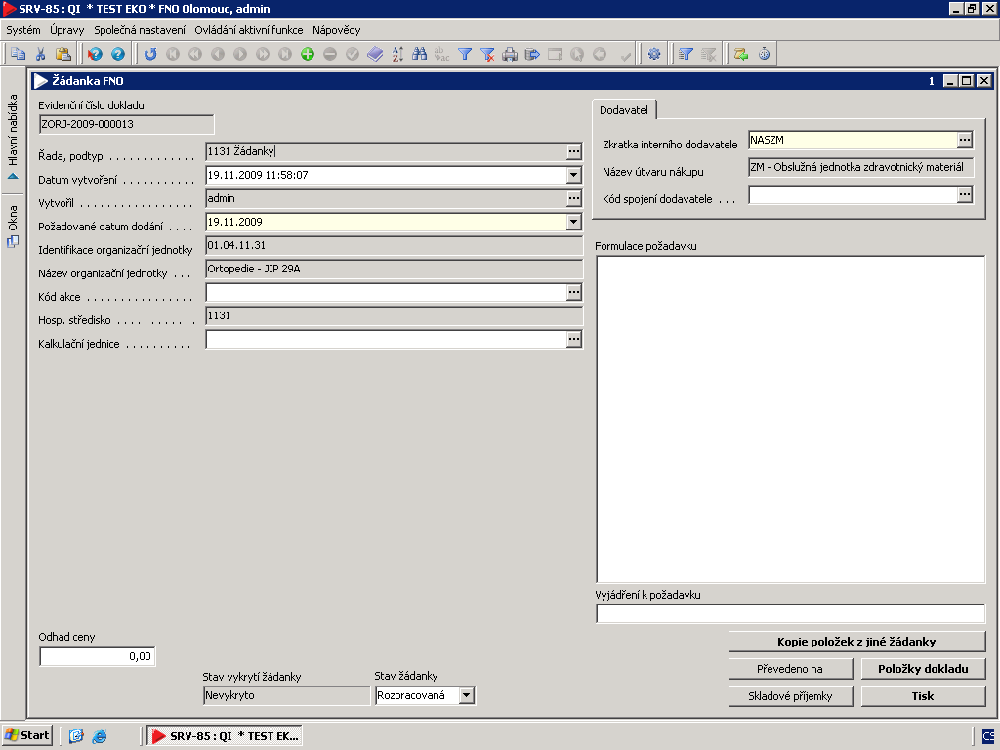 SRV-85 : QI * TEST EKO * FNO Olomouc, admin
Systém Úpravy Společná nastavení Ovládání aktivní funkce Nápovědy
Žádanka FNO 1
Hlavní nabídka
Okna
Evidenční číslo dokladu
ZORJ-2009-000013
Řada, podtyp . . . . . . . . . . . . . 1131 Žádanky
Datum vytvoření . . . . . . . . . . . 19.11.2009 11:58:07
Vytvořil . . . . . . . . . . . . . . . . . admin
Požadované datum dodání . . . . 19.11.2009
Identifikace organizační jednotky 01.04.11.31
Název organizační jednotky . . . Ortopedie - JIP 29A
Kód akce . . . . . . . . . . . . . . . .
Hosp. středisko . . . . . . . . . . . . 1131
Kalkulační jednice . . . . . . . . . .
Dodavatel
Zkratka interního dodavatele NASZM
Název útvaru nákupu ZM - Obslužná jednotka zdravotnický materiál
Kód spojení dodavatele . . .
Formulace požadavku
Vyjádření k požadavku
Odhad ceny
0,00
Stav vykrytí žádanky Stav žádanky
Nevykryto Rozpracovaná
Kopie položek z jiné žádanky
Převedeno na Položky dokladu
Skladové příjemky Tisk
Start SRV-85 : QI * TEST EK... CS